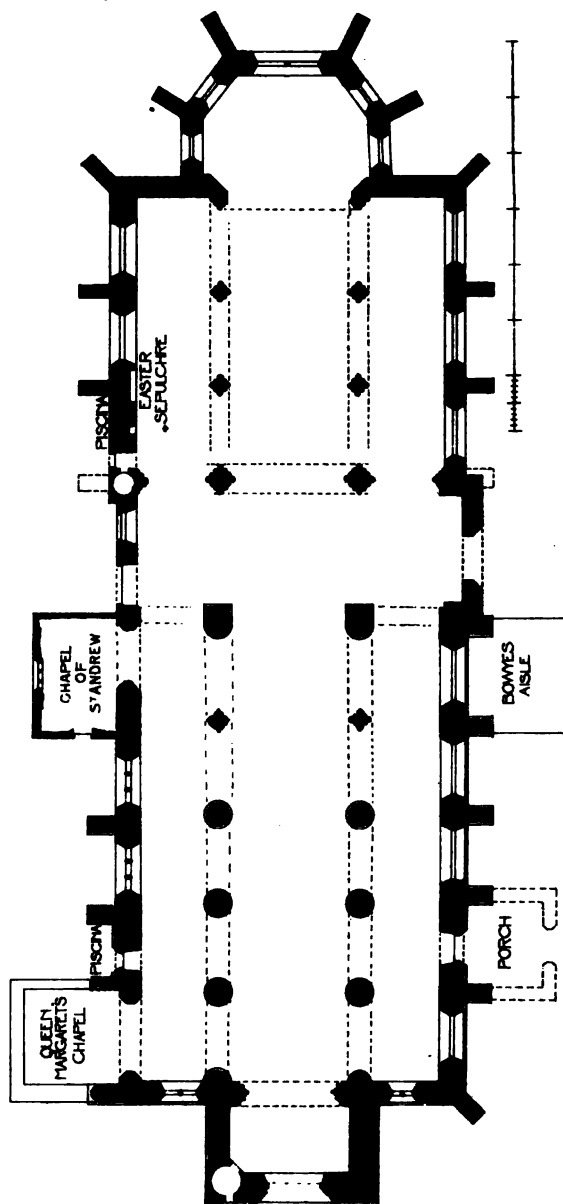 PISCINA
EASTER
SEPULCHRE
CHAPEL
OF
ST ANDREW
BOWYES
AISLE
PISCINA
PORCH
QUEEN
MARGARET'S
CHAPEL